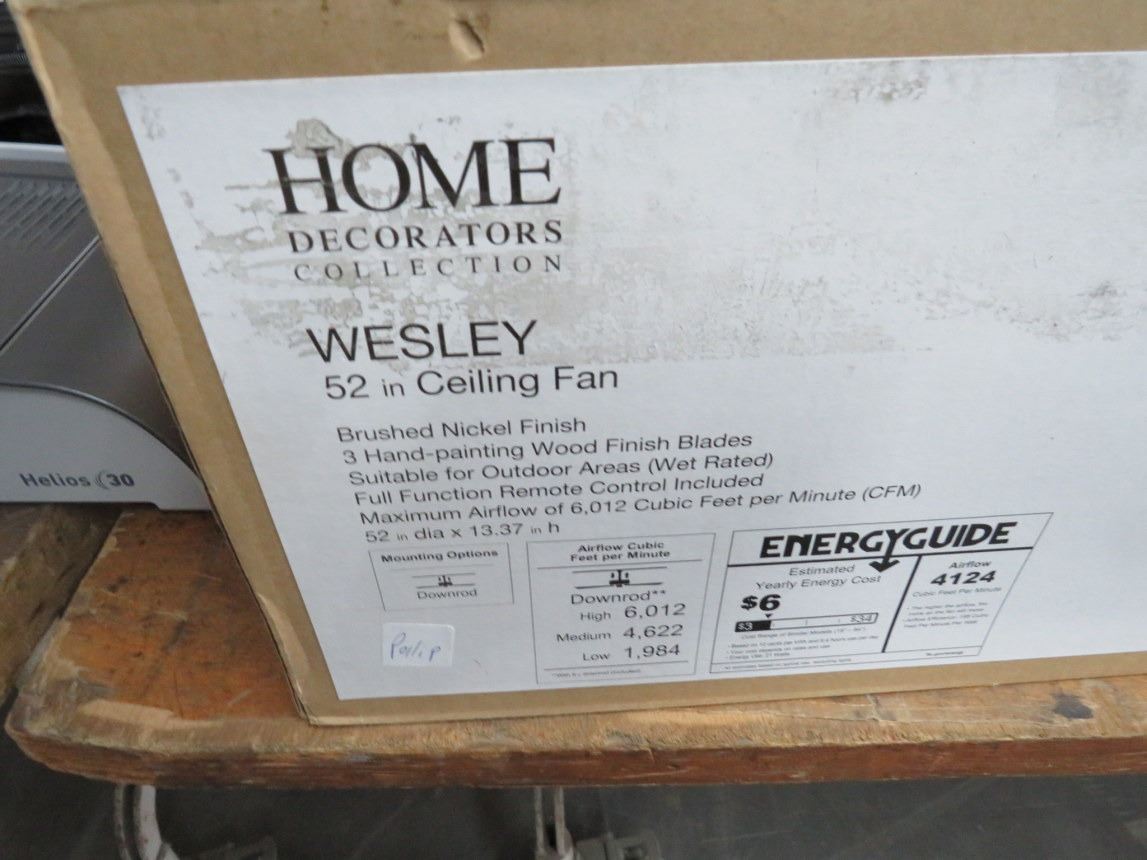 HOME
DECORATORS
COLLECTION
WESLEY
52 in Ceiling Fan
Brushed Nickel Finish
3 Hand-painting Wood Finish Blades
Suitable for Outdoor Areas (Wet Rated)
Full Function Remote Control Included
Maximum Airflow of 6,012 Cubic Feet per Minute (CFM)
52 in dia x 13.37 in h
Mounting Options
Downrod
Airflow Cubic
Feet per Minute
Downrod**
High 6,012
Medium 4,622
Low 1,984
ENERGYGUIDE
Estimated
Yearly Energy Cost
$6
$3 $34
Airflow
4124
Cubic Feet Per Minute
Helios 30